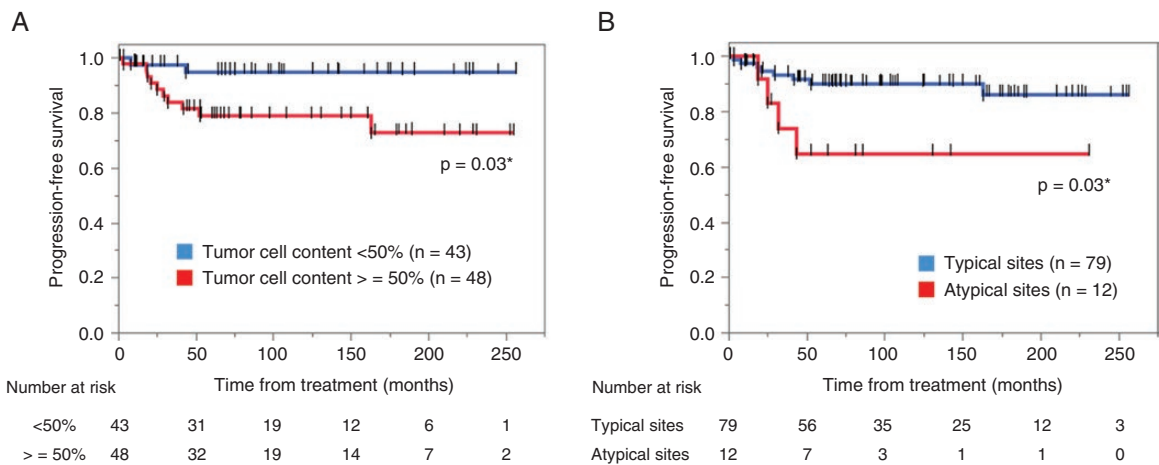 A
Progression-free survival
1.0
0.8
0.6
0.4
0.2
0.0
p = 0.03*
Tumor cell content <50% (n = 43)
Tumor cell content > = 50% (n = 48)
0 50 100 150 200 250
Number at risk Time from treatment (months)
<50% 43 31 19 12 6 1
> = 50% 48 32 19 14 7 2
B
Progression-free survival
1.0
0.8
0.6
0.4
0.2
0.0
p = 0.03*
Typical sites (n = 79)
Atypical sites (n = 12)
0 50 100 150 200 250
Number at risk Time from treatment (months)
Typical sites 79 56 35 25 12 3
Atypical sites 12 7 3 1 1 0